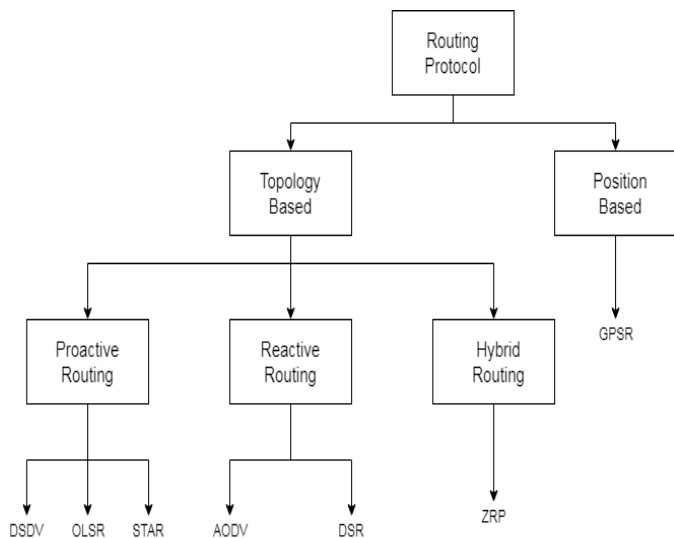 Routing
Protocol
Topology
Based
Position
Based
Proactive
Routing
Reactive
Routing
Hybrid
Routing
GPSR
DSDV
OLSR
STAR
AODV
DSR
ZRP